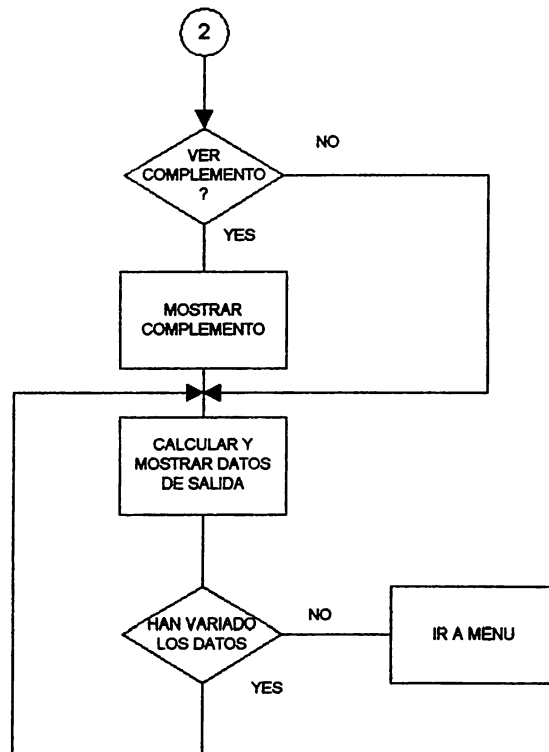 2
VER
COMPLEMENTO
?
NO
YES
MOSTRAR
COMPLEMENTO
CALCULAR Y
MOSTRAR DATOS
DE SALIDA
HAN VARIADO
LOS DATOS
NO
IR A MENU
YES